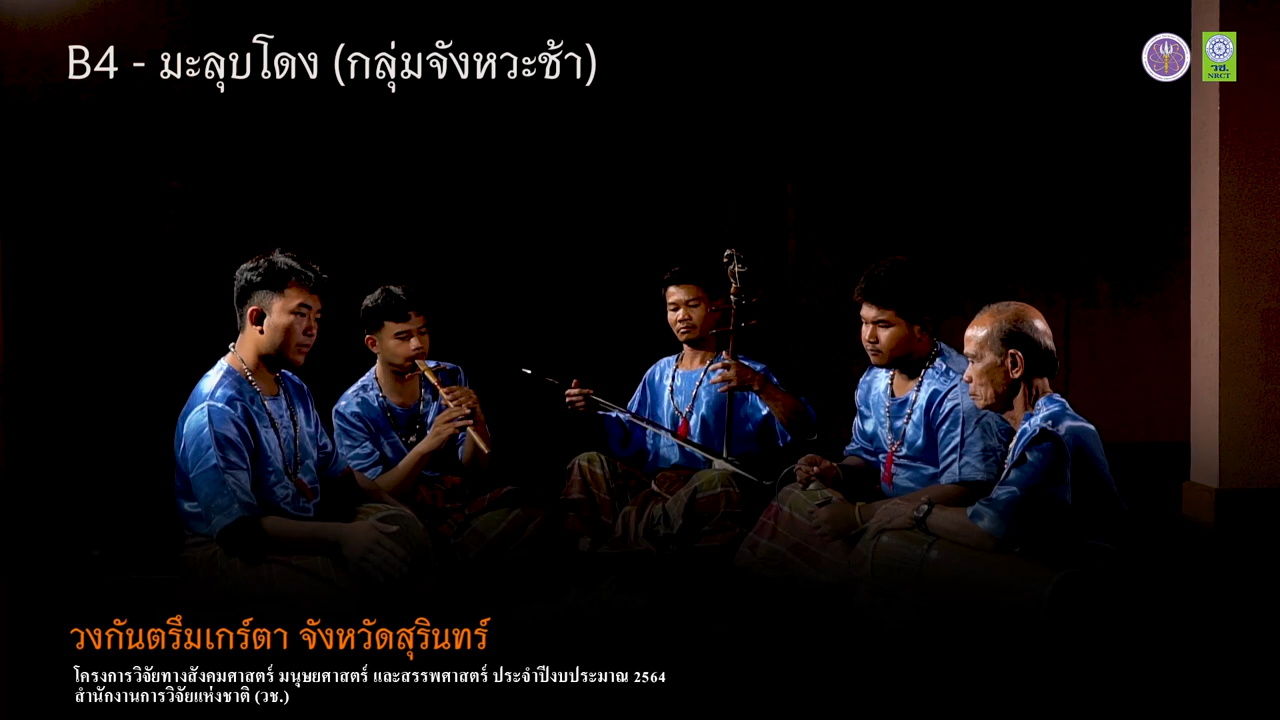 B4 - มะลุบโดง (กลุ่มจังหวะช้า)
วช.
NRCT
วงกันตรึมเกร์ตา จังหวัดสุรินทร์
โครงการวิจัยทางสังคมศาสตร์ มนุษยศาสตร์ และสรรพศาสตร์ ประจำปีงบประมาณ 2564
สำนักงานการวิจัยแห่งชาติ (วช.)